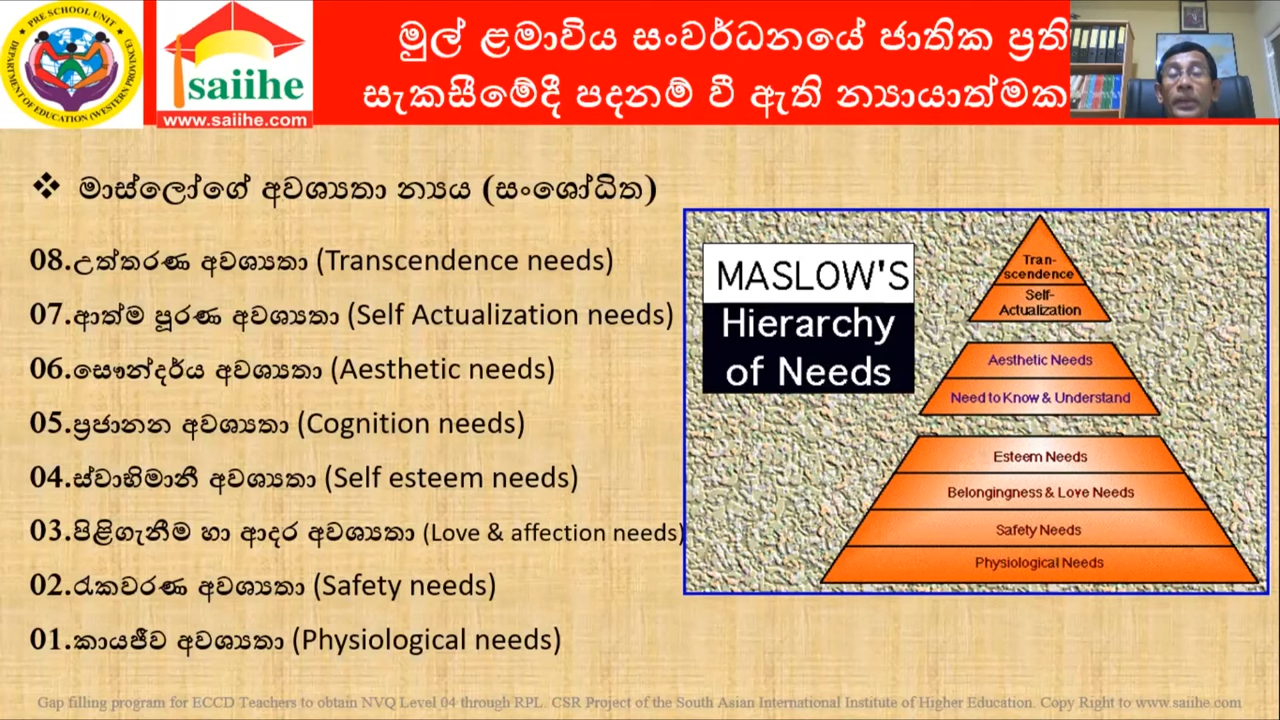 PRE SCHOOL UNIT
DEPARTMENT OF EDUCATION (WESTERN PROVINCE)
saiihe
www.saiihe.com
මුල් ළමාවිය සංවර්ධනයේ ජාතික ප්‍රති
සැකසීමේදී පදනම් වී ඇති න්‍යායාත්මක
❖ මාස්ලෝගේ අවශ්‍යතා න්‍යය (සංශෝධිත)
08.උත්තරණ අවශ්‍යතා (Transcendence needs)
07.ආත්ම පූරණ අවශ්‍යතා (Self Actualization needs)
06.සෞන්දර්ය අවශ්‍යතා (Aesthetic needs)
05.ප්‍රජානන අවශ්‍යතා (Cognition needs)
04.ස්වාභිමානී අවශ්‍යතා (Self esteem needs)
03.පිළිගැනීම හා ආදර අවශ්‍යතා (Love & affection needs)
02.රැකවරණ අවශ්‍යතා (Safety needs)
01.කායජීව අවශ්‍යතා (Physiological needs)
MASLOW'S
Hierarchy
of Needs
Tran-
scendence
Self-
Actualization
Aesthetic Needs
Need to Know & Understand
Esteem Needs
Belongingness & Love Needs
Safety Needs
Physiological Needs
Gap filling program for ECCD Teachers to obtain NVQ Level 04 through RPL. CSR Project of the South Asian International Institute of Higher Education. Copy Right to www.saiihe.com